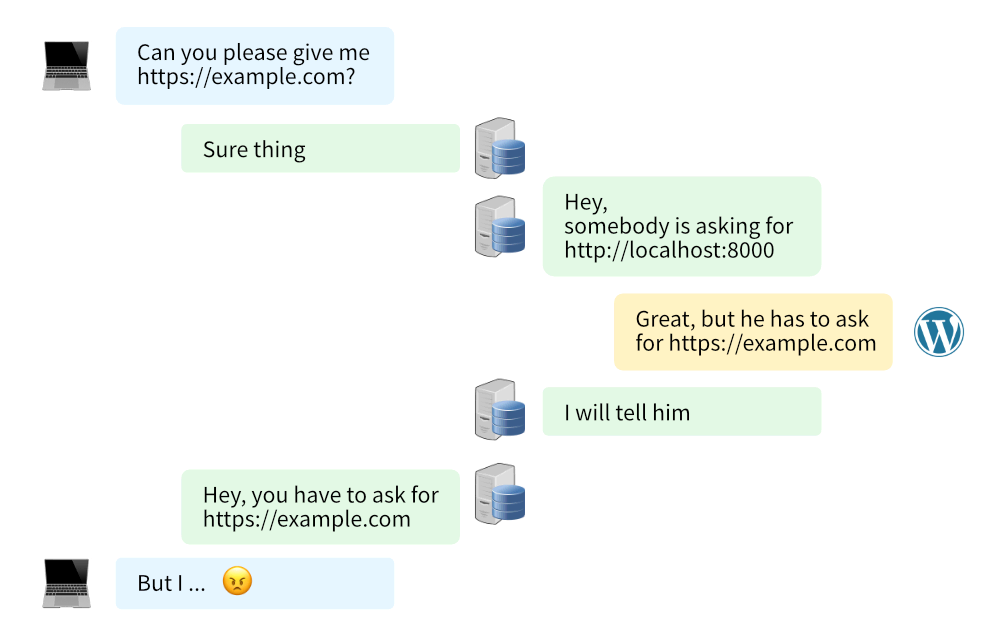 Can you please give me
https://example.com?
Sure thing
Hey,
somebody is asking for
http://localhost:8000
Great, but he has to ask
for https://example.com
I will tell him
Hey, you have to ask for
https://example.com
But I ... 😠